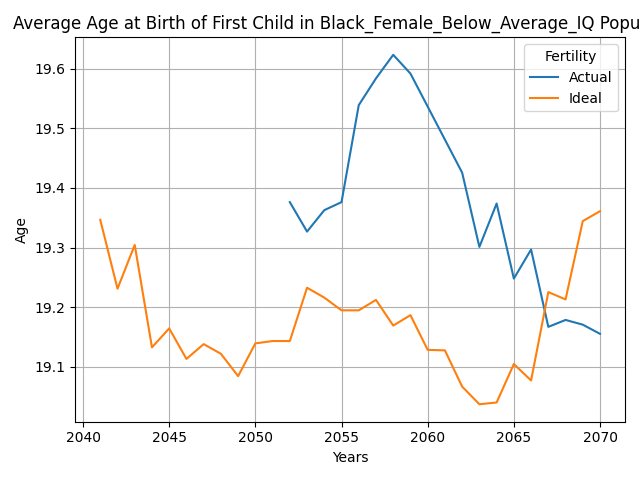 Average Age at Birth of First Child in Black_Female_Below_Average_IQ Popu
Fertility
Actual
Ideal
19.6
19.5
19.4
19.3
19.2
19.1
Age
2040 2045 2050 2055 2060 2065 2070
Years